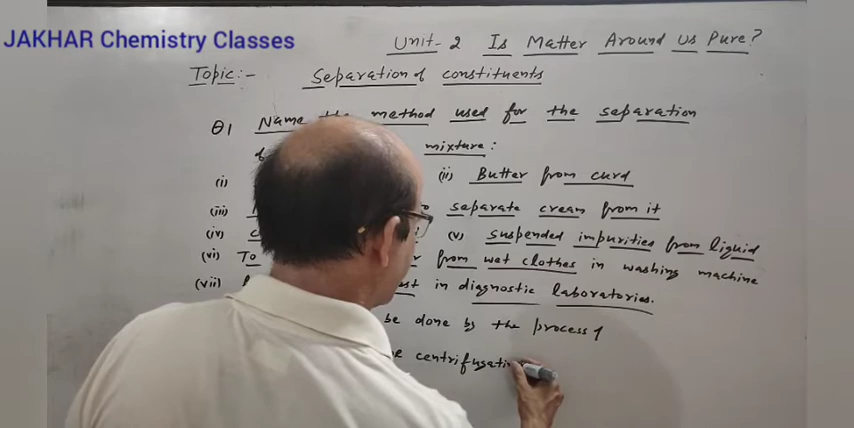 JAKHAR Chemistry Classes
Unit-2 Is Matter Around Us Pure?
Topic:- Separation of constituents
Q1 Name the method used for the separation
mixture:
(i) (ii) Butter from curd
(iii) separate cream from it
(iv) (v) suspended impurities from liquid
(vi) To from wet clothes in washing machine
(vii) in diagnostic laboratories.
be done by the process of
centrifugation